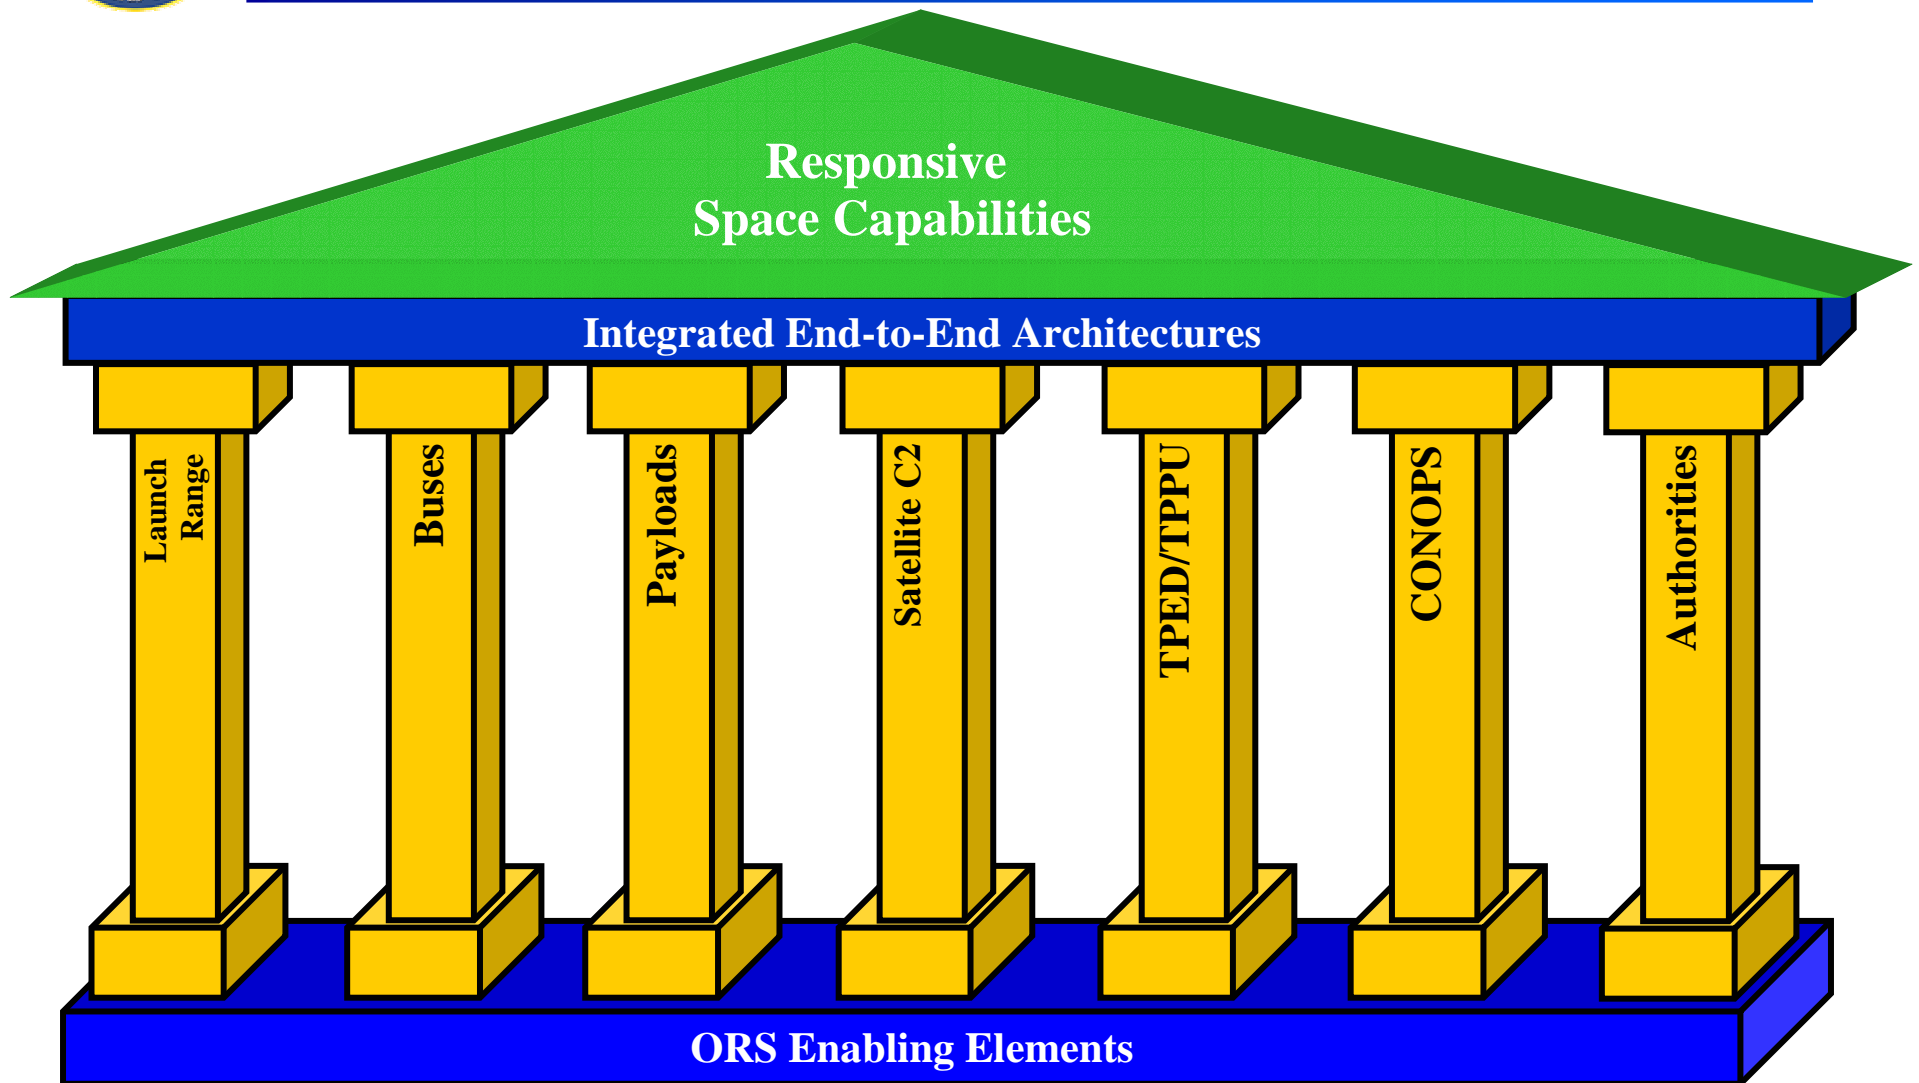 Responsive
Space Capabilities
Integrated End-to-End Architectures
Launch
Range
Buses
Payloads
Satellite C2
TPED/TPPU
CONOPS
Authorities
ORS Enabling Elements